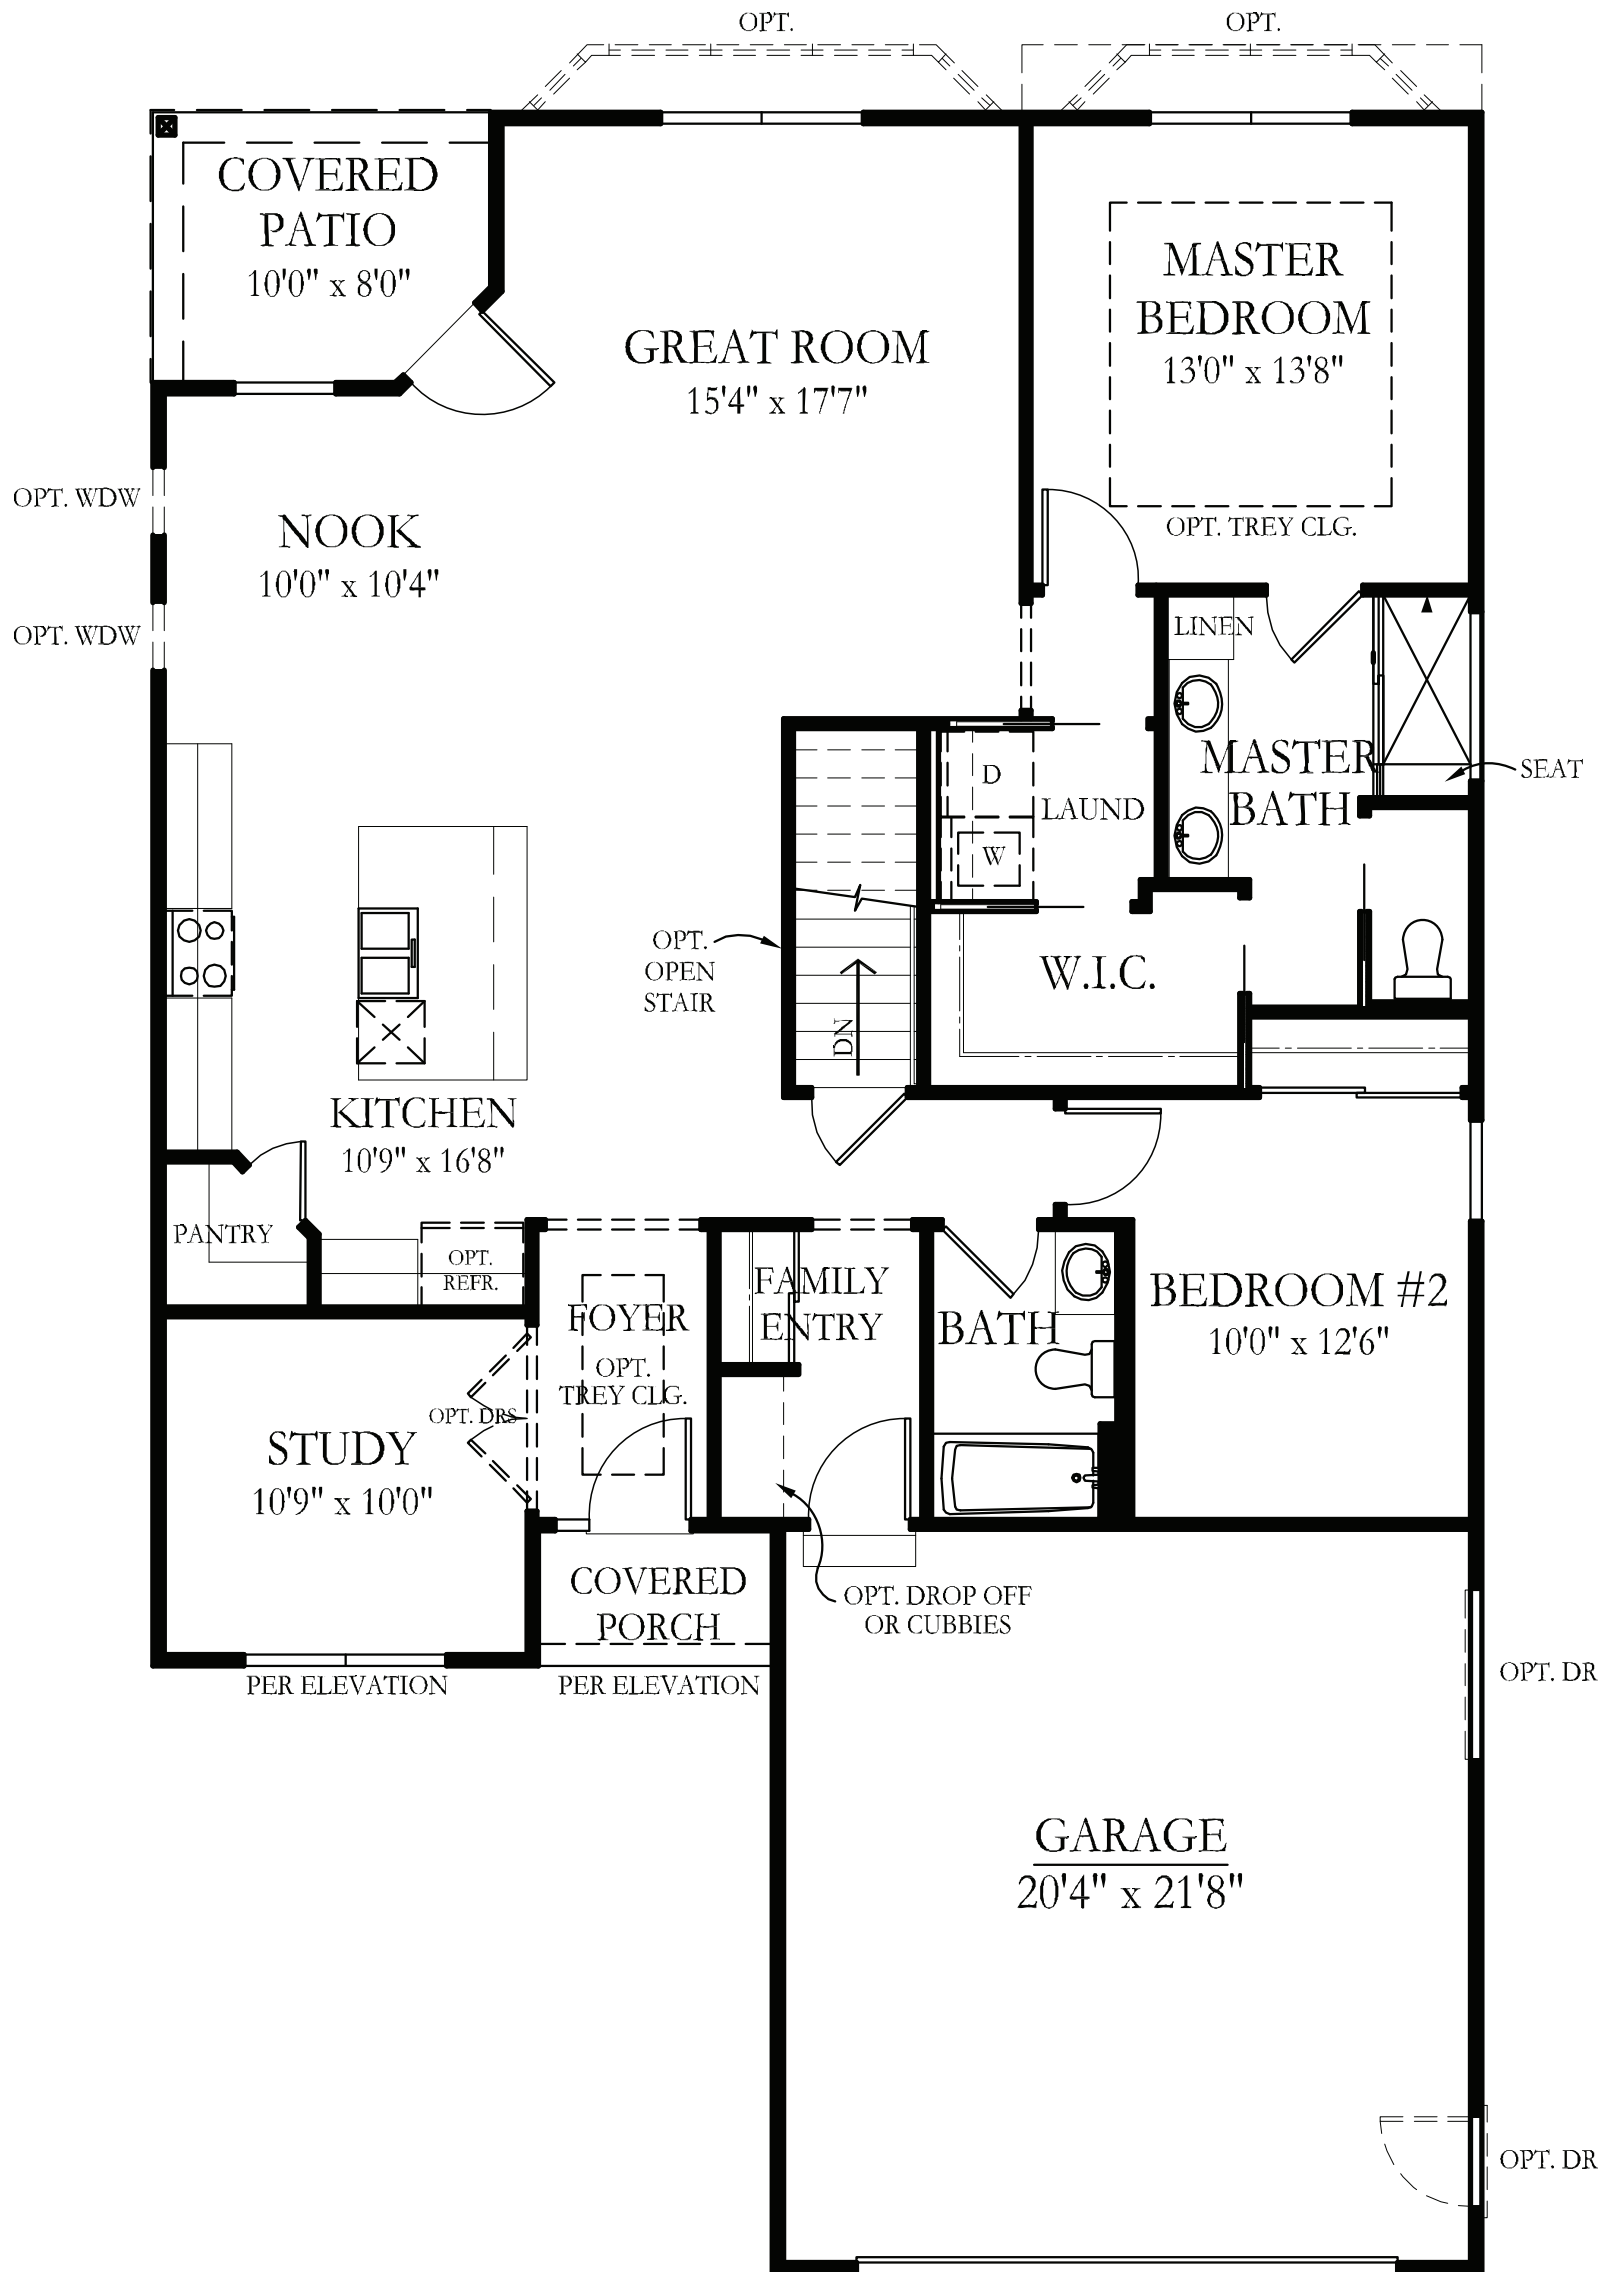 OPT.
OPT.
COVERED
PATIO
10'0" x 8'0"
GREAT ROOM
15'4" x 17'7"
MASTER
BEDROOM
13'0" x 13'8"
OPT. TREY CLG.
OPT. WDW
NOOK
10'0" x 10'4"
OPT. WDW
LINEN
MASTER
BATH
SEAT
D
LAUND
W
OPT.
OPEN
STAIR
DN
W.I.C.
KITCHEN
10'9" x 16'8"
PANTRY
OPT.
REFR.
FOYER
OPT.
TREY CLG.
FAMILY
ENTRY
BATH
BEDROOM #2
10'0" x 12'6"
OPT. DRS
STUDY
10'9" x 10'0"
COVERED
PORCH
OPT. DROP OFF
OR CUBBIES
PER ELEVATION
PER ELEVATION
OPT. DR
GARAGE
20'4" x 21'8"
OPT. DR